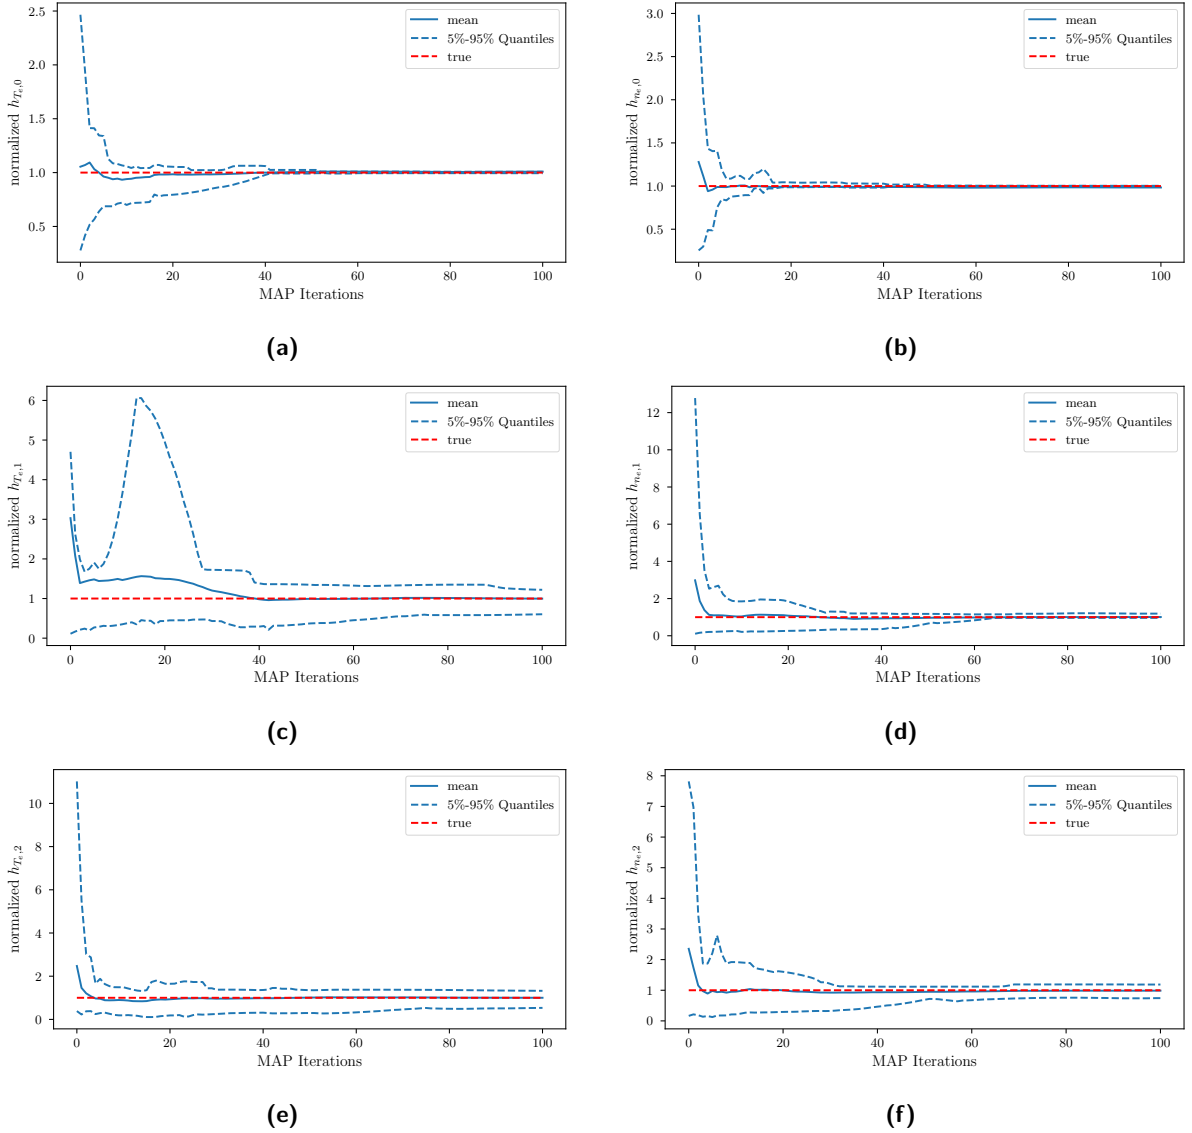 2.5
2.0
1.5
1.0
0.5
normalized h_{T_e,0}
mean
5%-95% Quantiles
true
0 20 40 60 80 100
MAP Iterations
(a)
3.0
2.5
2.0
1.5
1.0
0.5
normalized h_{n_e,0}
mean
5%-95% Quantiles
true
0 20 40 60 80 100
MAP Iterations
(b)
6
5
4
3
2
1
0
normalized h_{T_e,1}
mean
5%-95% Quantiles
true
0 20 40 60 80 100
MAP Iterations
(c)
12
10
8
6
4
2
0
normalized h_{n_e,1}
mean
5%-95% Quantiles
true
0 20 40 60 80 100
MAP Iterations
(d)
10
8
6
4
2
0
normalized h_{T_e,2}
mean
5%-95% Quantiles
true
0 20 40 60 80 100
MAP Iterations
(e)
8
7
6
5
4
3
2
1
0
normalized h_{n_e,2}
mean
5%-95% Quantiles
true
0 20 40 60 80 100
MAP Iterations
(f)